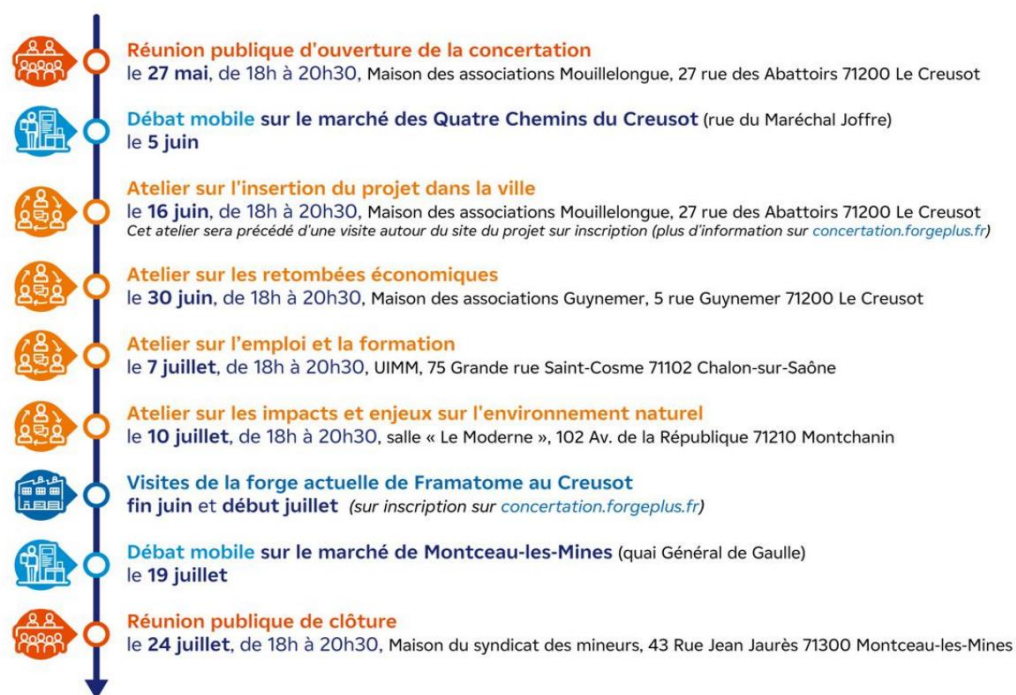 Réunion publique d'ouverture de la concertation
le 27 mai, de 18h à 20h30, Maison des associations Mouillelongue, 27 rue des Abattoirs 71200 Le Creusot
Débat mobile sur le marché des Quatre Chemins du Creusot (rue du Maréchal Joffre)
le 5 juin
Atelier sur l'insertion du projet dans la ville
le 16 juin, de 18h à 20h30, Maison des associations Mouillelongue, 27 rue des Abattoirs 71200 Le Creusot
Cet atelier sera précédé d'une visite autour du site du projet sur inscription (plus d'information sur concertation.forgeplus.fr)
Atelier sur les retombées économiques
le 30 juin, de 18h à 20h30, Maison des associations Guynemer, 5 rue Guynemer 71200 Le Creusot
Atelier sur l'emploi et la formation
le 7 juillet, de 18h à 20h30, UIMM, 75 Grande rue Saint-Cosme 71102 Chalon-sur-Saône
Atelier sur les impacts et enjeux sur l'environnement naturel
le 10 juillet, de 18h à 20h30, salle « Le Moderne », 102 Av. de la République 71210 Montchanin
Visites de la forge actuelle de Framatome au Creusot
fin juin et début juillet (sur inscription sur concertation.forgeplus.fr)
Débat mobile sur le marché de Montceau-les-Mines (quai Général de Gaulle)
le 19 juillet
Réunion publique de clôture
le 24 juillet, de 18h à 20h30, Maison du syndicat des mineurs, 43 Rue Jean Jaurès 71300 Montceau-les-Mines